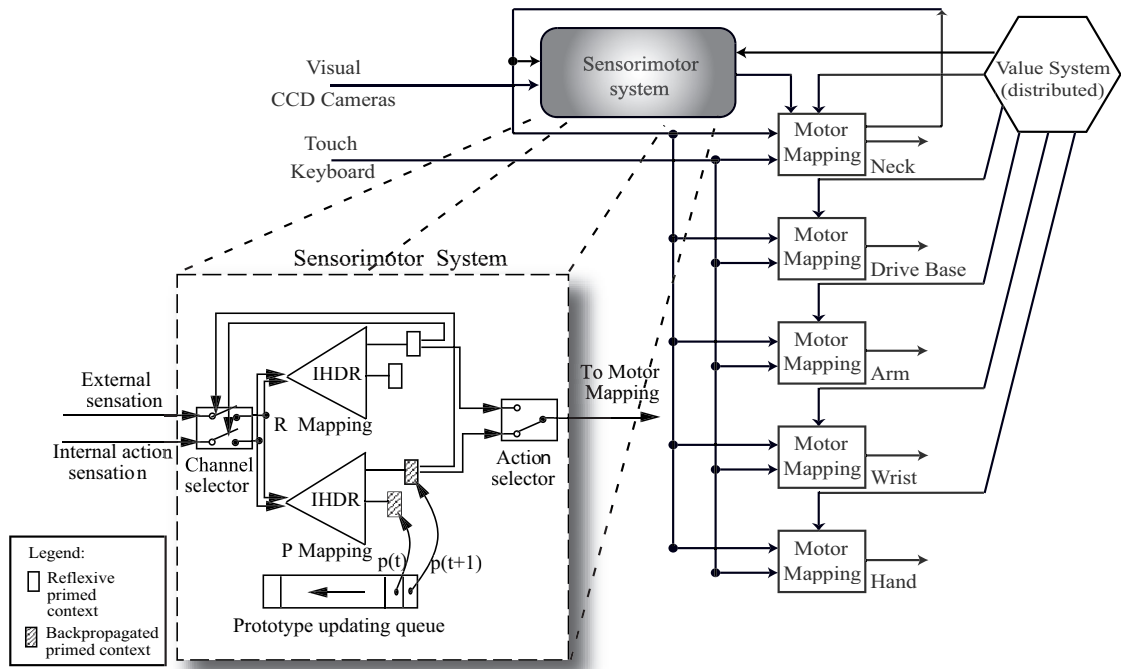 Visual
CCD Cameras
Sensorimotor
system
Value System
(distributed)
Touch
Keyboard
Motor
Mapping
Neck
Motor
Mapping
Drive Base
Motor
Mapping
Arm
Motor
Mapping
Wrist
Motor
Mapping
Hand
Sensorimotor System
IHDR
R Mapping
External
sensation
Internal action
sensation
Channel
selector
To Motor
Mapping
Action
selector
IHDR
P Mapping
p(t)
p(t+1)
Prototype updating queue
Legend:
Reflexive
primed
context
Backpropagated
primed context